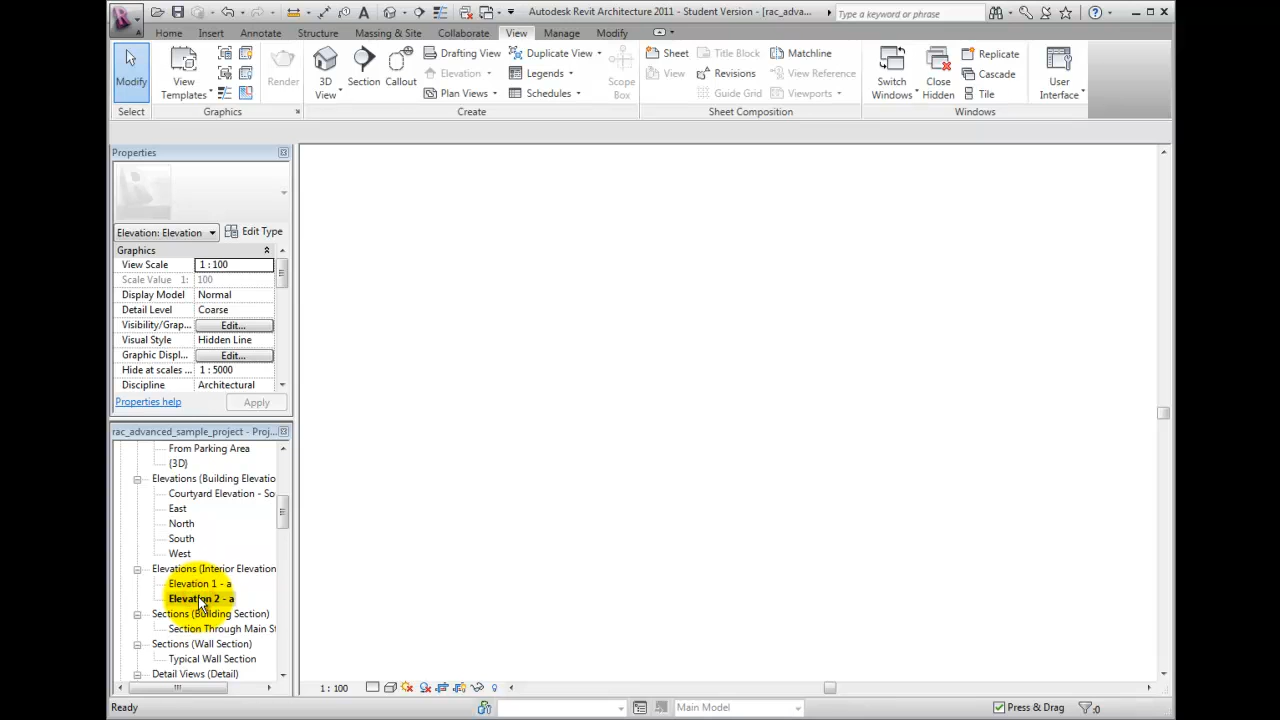 Autodesk Revit Architecture 2011 - Student Version - [rac_adva...
Type a keyword or phrase
Home Insert Annotate Structure Massing & Site Collaborate View Manage Modify
Modify
View Templates
Render
3D View
Section
Callout
Drafting View
Elevation
Plan Views
Duplicate View
Legends
Schedules
Scope Box
Sheet
View
Title Block
Revisions
Guide Grid
Matchline
View Reference
Viewports
Switch Windows
Close Hidden
Replicate
Cascade
Tile
User Interface
Select Graphics Create Sheet Composition Windows
Properties
Elevation: Elevation
Edit Type
Graphics
View Scale 1 : 100
Scale Value 1: 100
Display Model Normal
Detail Level Coarse
Visibility/Grap... Edit...
Visual Style Hidden Line
Graphic Displ... Edit...
Hide at scales ... 1 : 5000
Discipline Architectural
Properties help Apply
rac_advanced_sample_project - Proj...
From Parking Area
(3D)
Elevations (Building Elevatio
Courtyard Elevation - So
East
North
South
West
Elevations (Interior Elevation
Elevation 1 - a
Elevation 2 - a
Sections (Building Section)
Section Through Main St
Sections (Wall Section)
Typical Wall Section
Detail Views (Detail)
1 : 100
Ready
Main Model
Press & Drag
:0